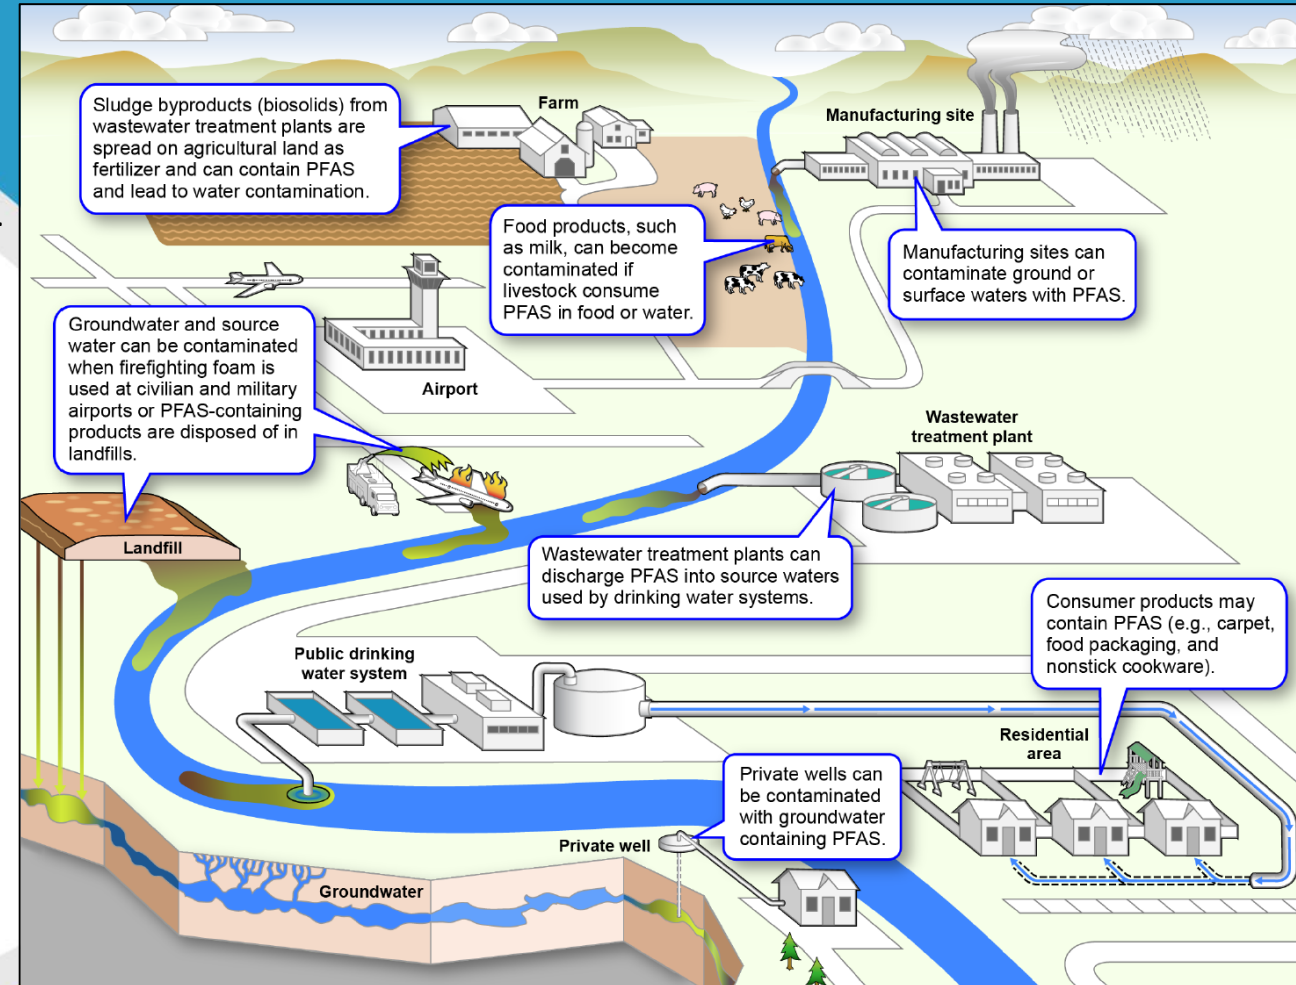 Sludge byproducts (biosolids) from
wastewater treatment plants are
spread on agricultural land as
fertilizer and can contain PFAS
and lead to water contamination.
Farm
Manufacturing site
Food products, such
as milk, can become
contaminated if
livestock consume
PFAS in food or water.
Manufacturing sites can
contaminate ground or
surface waters with PFAS.
Groundwater and source
water can be contaminated
when firefighting foam is
used at civilian and military
airports or PFAS-containing
products are disposed of in
landfills.
Airport
Wastewater
treatment plant
Landfill
Wastewater treatment plants can
discharge PFAS into source waters
used by drinking water systems.
Consumer products may
contain PFAS (e.g., carpet,
food packaging, and
nonstick cookware).
Public drinking
water system
Residential
area
Private wells can
be contaminated
with groundwater
containing PFAS.
Private well
Groundwater